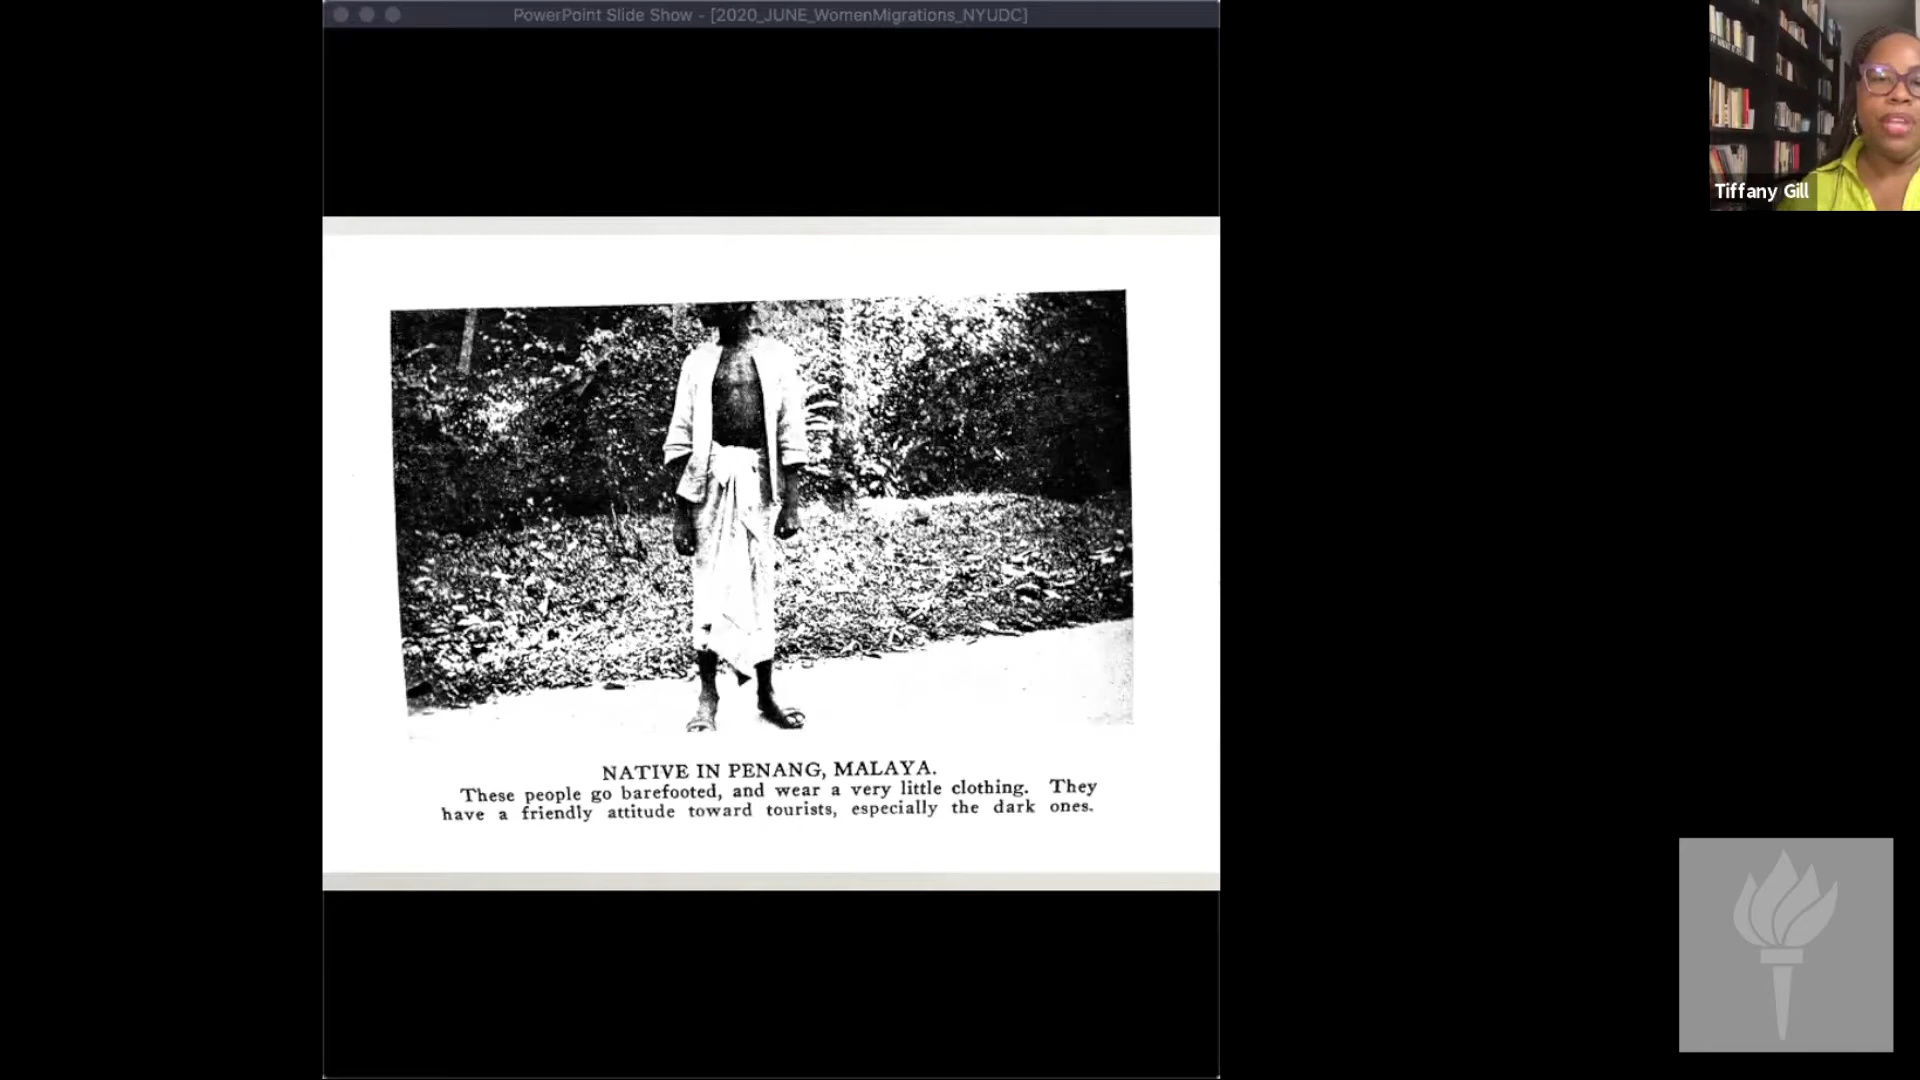 PowerPoint Slide Show - [2020_JUNE_WomenMigrations_NYUDC]
Tiffany Gill
NATIVE IN PENANG, MALAYA.
These people go barefooted, and wear a very little clothing. They
have a friendly attitude toward tourists, especially the dark ones.